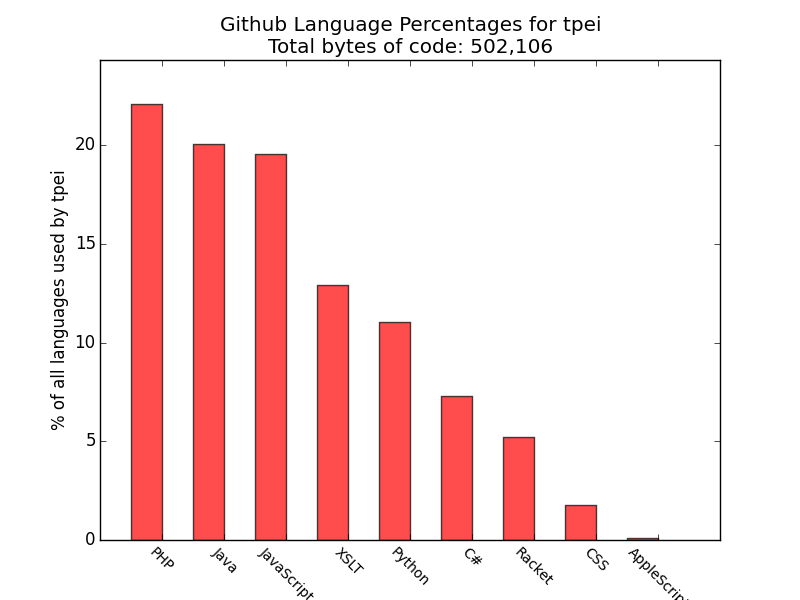 Github Language Percentages for tpei
Total bytes of code: 502,106
% of all languages used by tpei
20
15
10
5
0
PHP
Java
JavaScript
XSLT
Python
C#
Racket
CSS
AppleScript